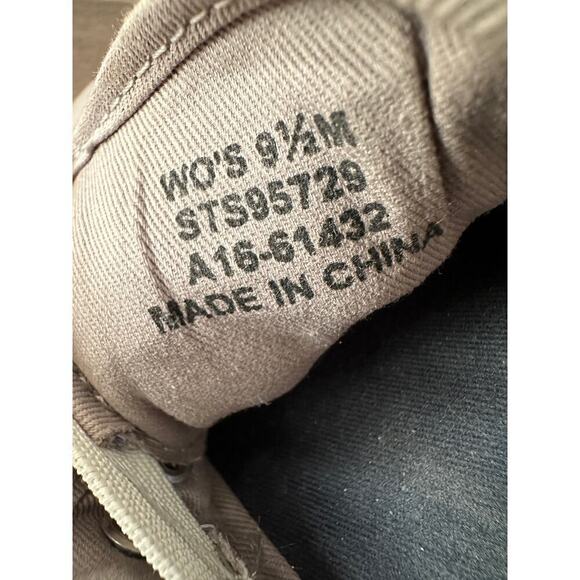 WO'S 9½M
STS95729
A16-61432
MADE IN CHINA